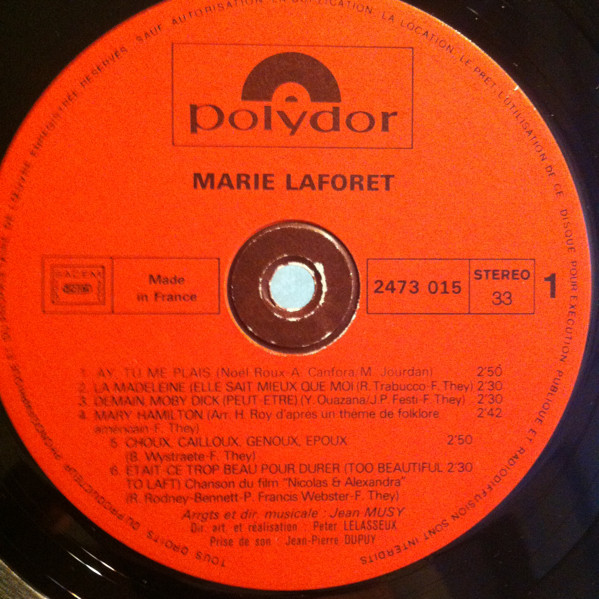 polydor
MARIE LAFORET
SACEM
Made
in France
2473 015
STEREO
33
1
1. AY, TU ME PLAIS (Noël Roux-A. Canfora/M. Jourdan) 2'50
2. LA MADELEINE (ELLE SAIT MIEUX QUE MOI (R. Trabucco-F. They) 2'30
3. DEMAIN, MOBY DICK (PEUT-ETRE) (Y Ouazana/J.P. Festi-F. They) 2'30
4. MARY HAMILTON (Arr. H. Roy d'après un thème de folklore 2'42
américain-F. They)
5. CHOUX, CAILLOUX, GENOUX, EPOUX 2'50
(B. Wystraete-F. They)
6. ETAIT-CE TROP BEAU POUR DURER (TOO BEAUTIFUL 2'30
TO LAFT) Chanson du film "Nicolas & Alexandra"
(R. Rodney-Bennett-P. Francis Webster-F. They)
Arrgts et dir. musicale : Jean MUSY
Dir. art. et réalisation : Peter LELASSEUX
Prise de son : Jean-Pierre DUPUY
TOUS DROITS DU PRODUCTEUR PHONOGRAPHIQUE ET DU PROPRIETAIRE DE L'ŒUVRE ENREGISTREE RESERVES. SAUF AUTORISATION, LA DUPLICATION, LA LOCATION, LE PRET, L'UTILISATION DE CE DISQUE POUR EXECUTION PUBLIQUE ET RADIODIFFUSION SONT INTERDITS